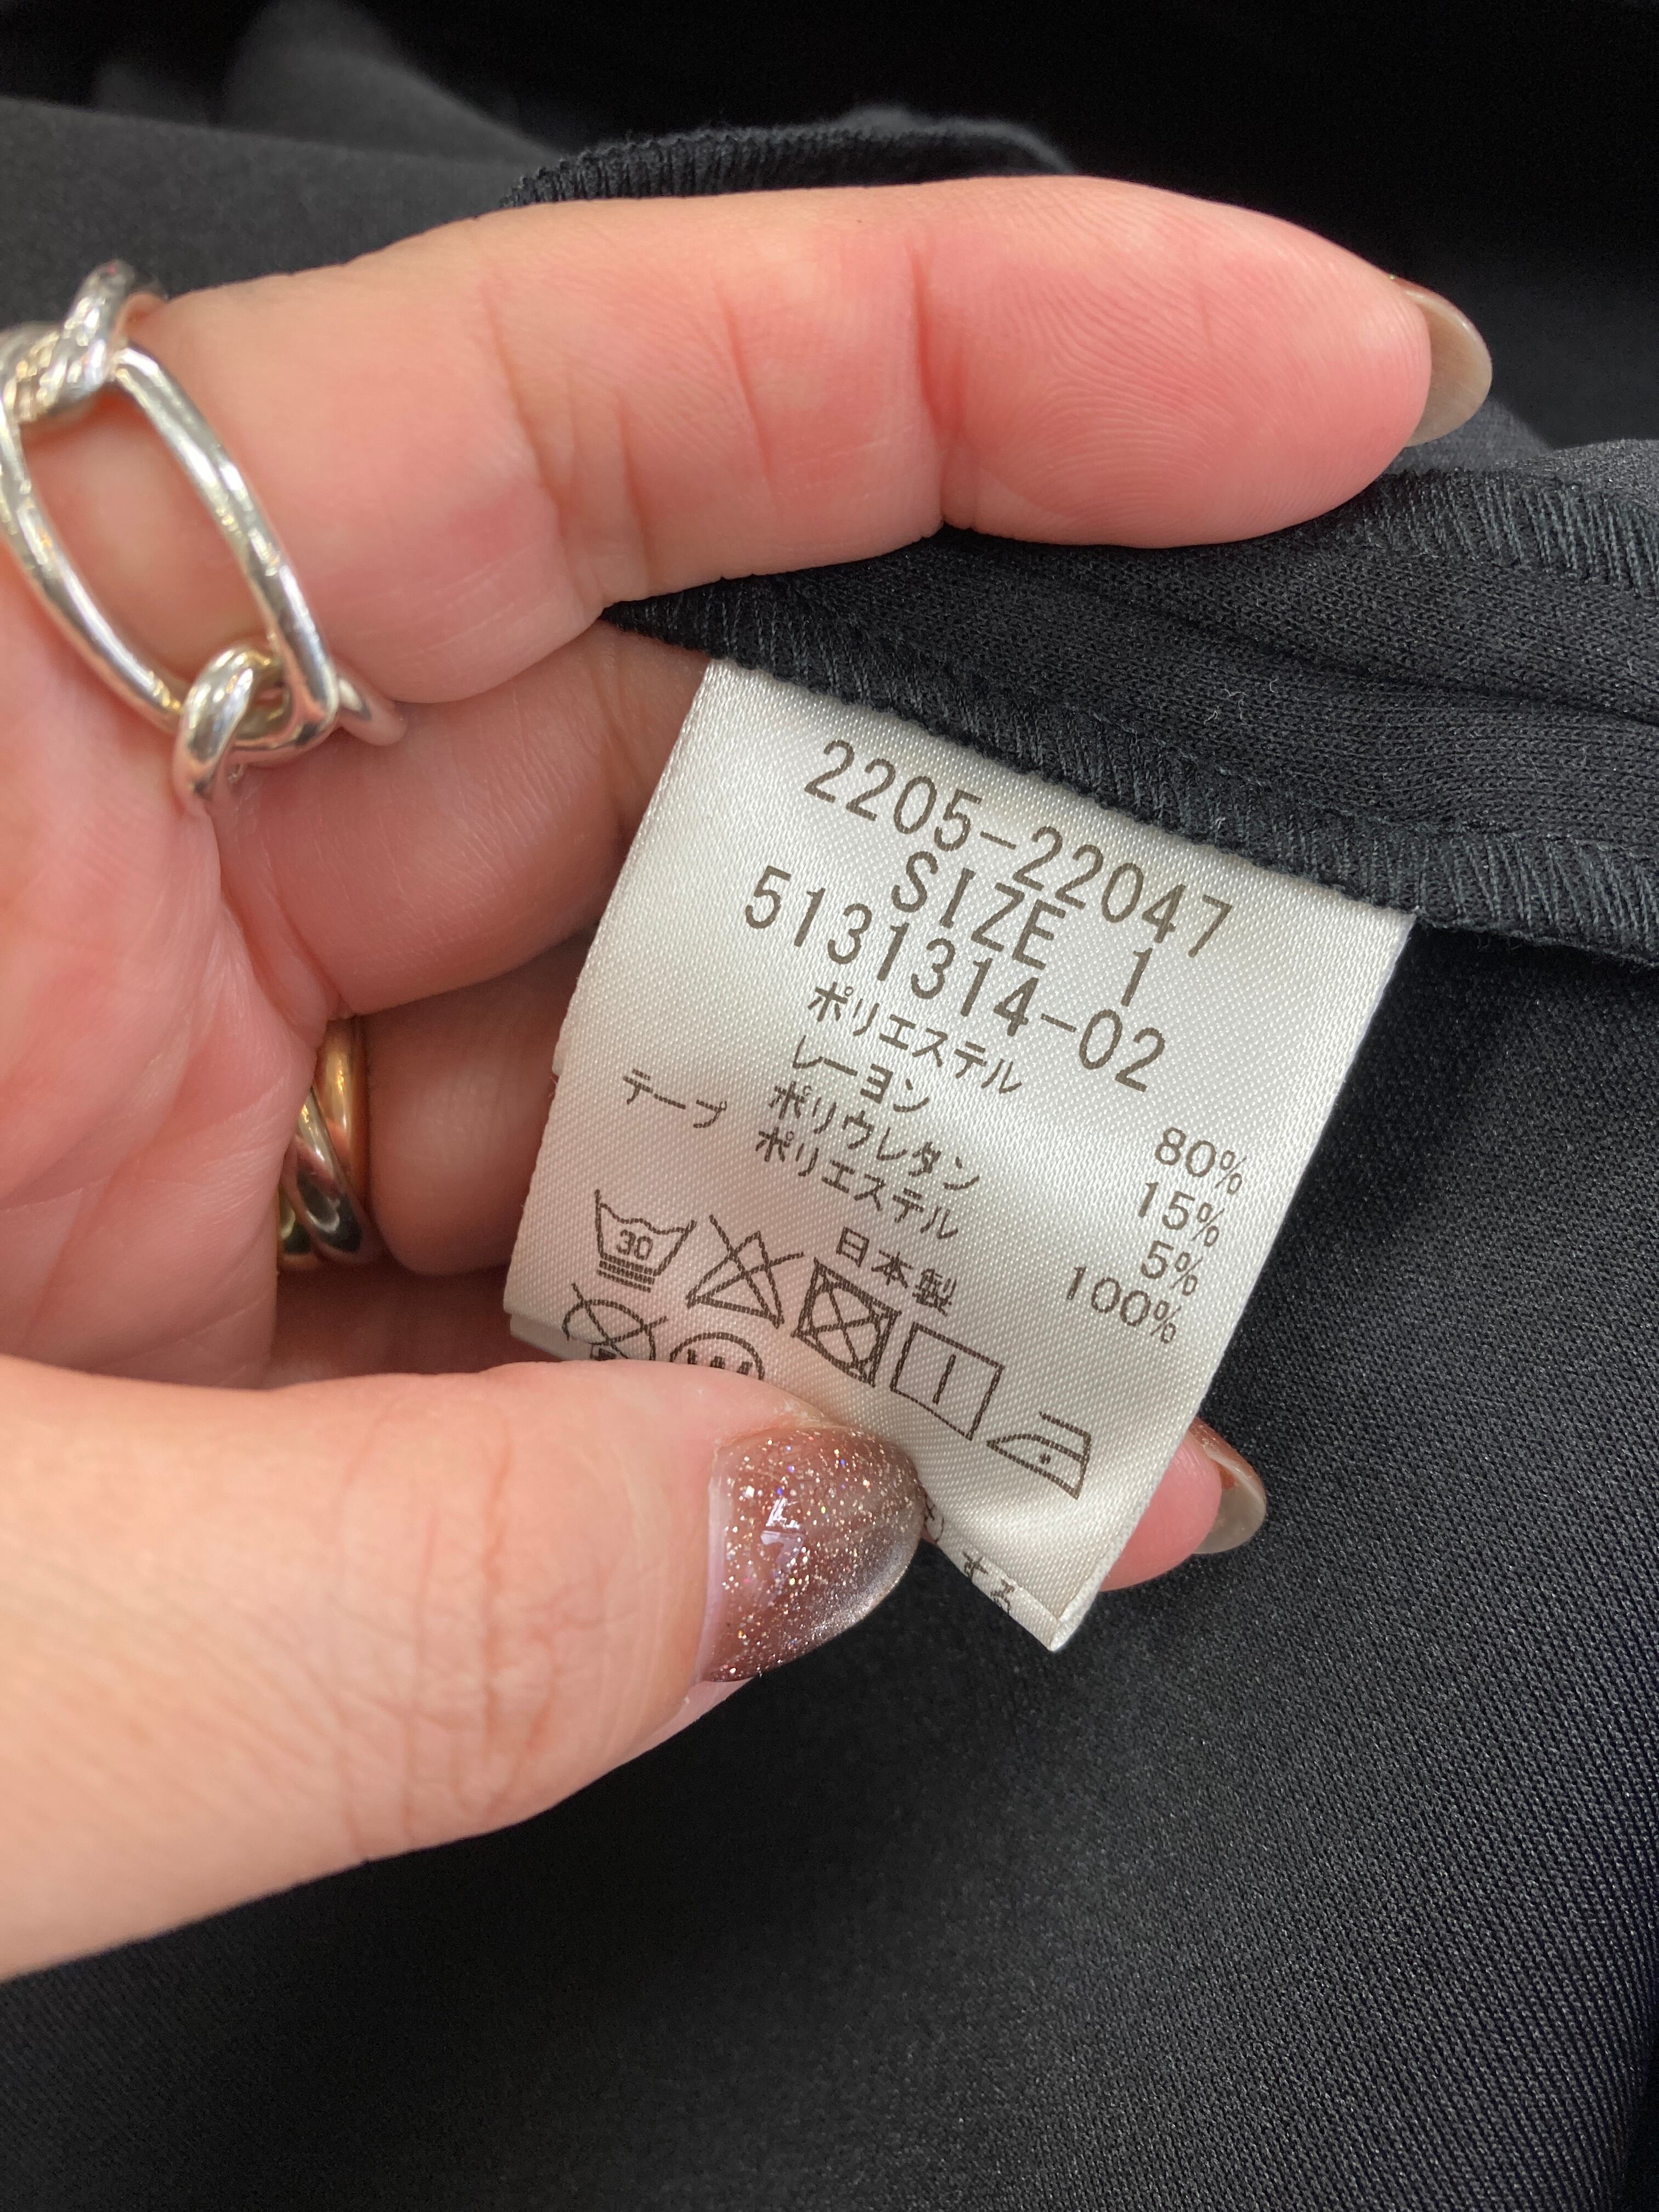 2205-22047
SIZE 1
5131314-02
ポリエステル 80%
レーヨン 15%
ポリウレタン 5%
テープ ポリエステル 100%
日本製
30
する